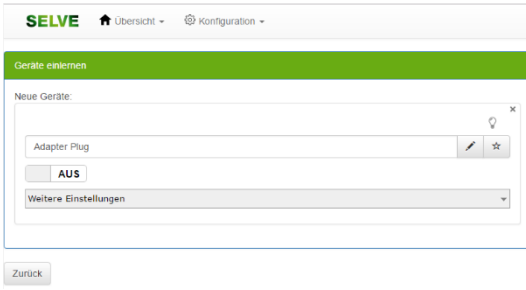 SELVE Übersicht Konfiguration
Geräte einlernen
Neue Geräte:
Adapter Plug
AUS
Weitere Einstellungen
Zurück